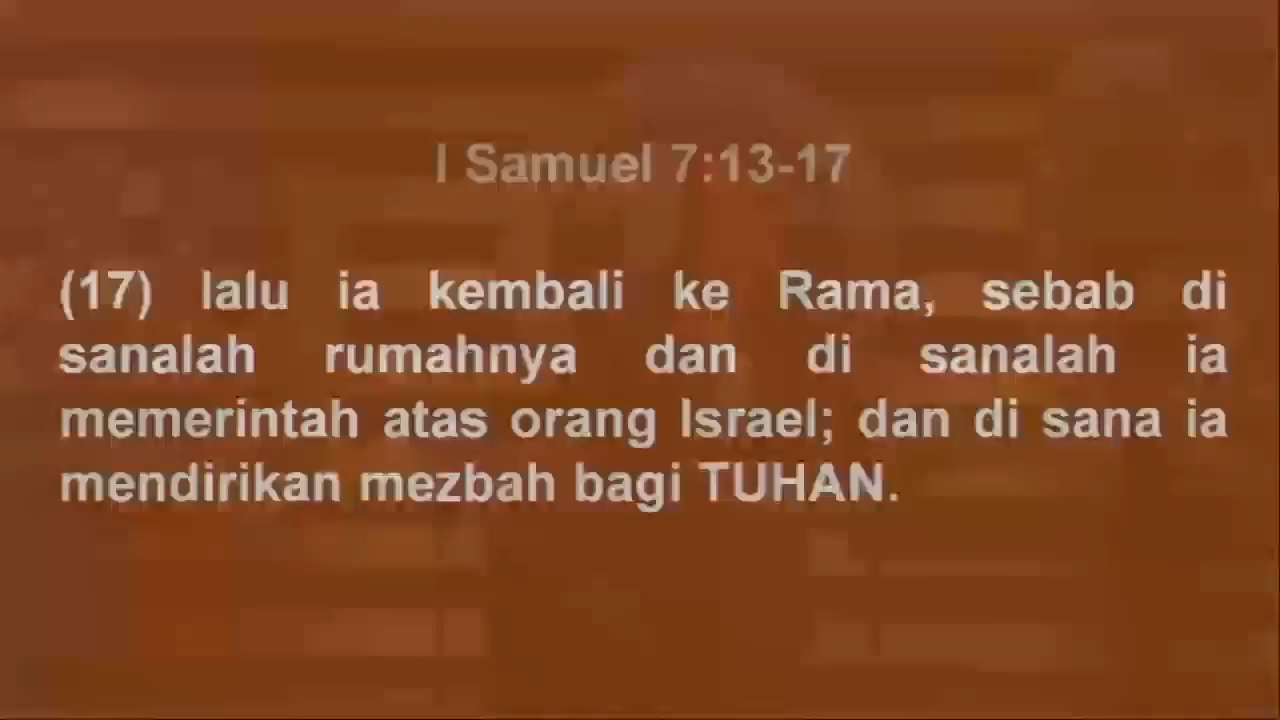 I Samuel 7:13-17
(17) lalu ia kembali ke Rama, sebab di
sanalah rumahnya dan di sanalah ia
memerintah atas orang Israel; dan di sana ia
mendirikan mezbah bagi TUHAN.